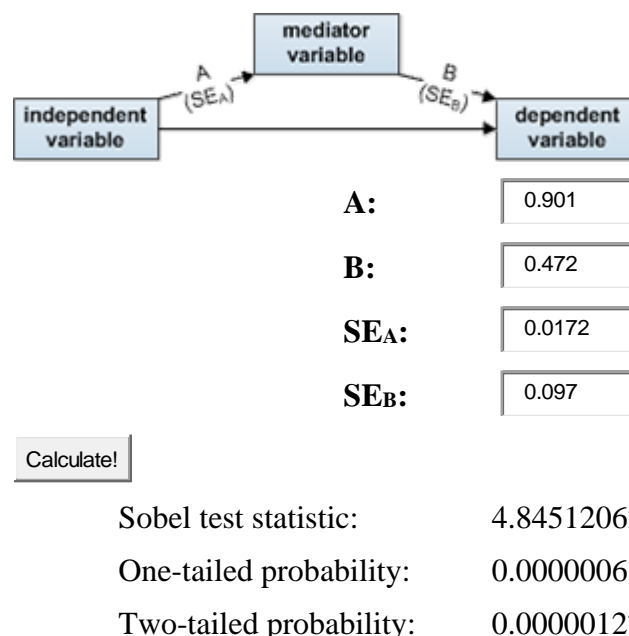 mediator
variable
A
(SEA)
B
(SEB)
independent
variable
dependent
variable
A: 0.901
B: 0.472
SEA: 0.0172
SEB: 0.097
Calculate!
Sobel test statistic: 4.8451206
One-tailed probability: 0.0000006
Two-tailed probability: 0.0000012